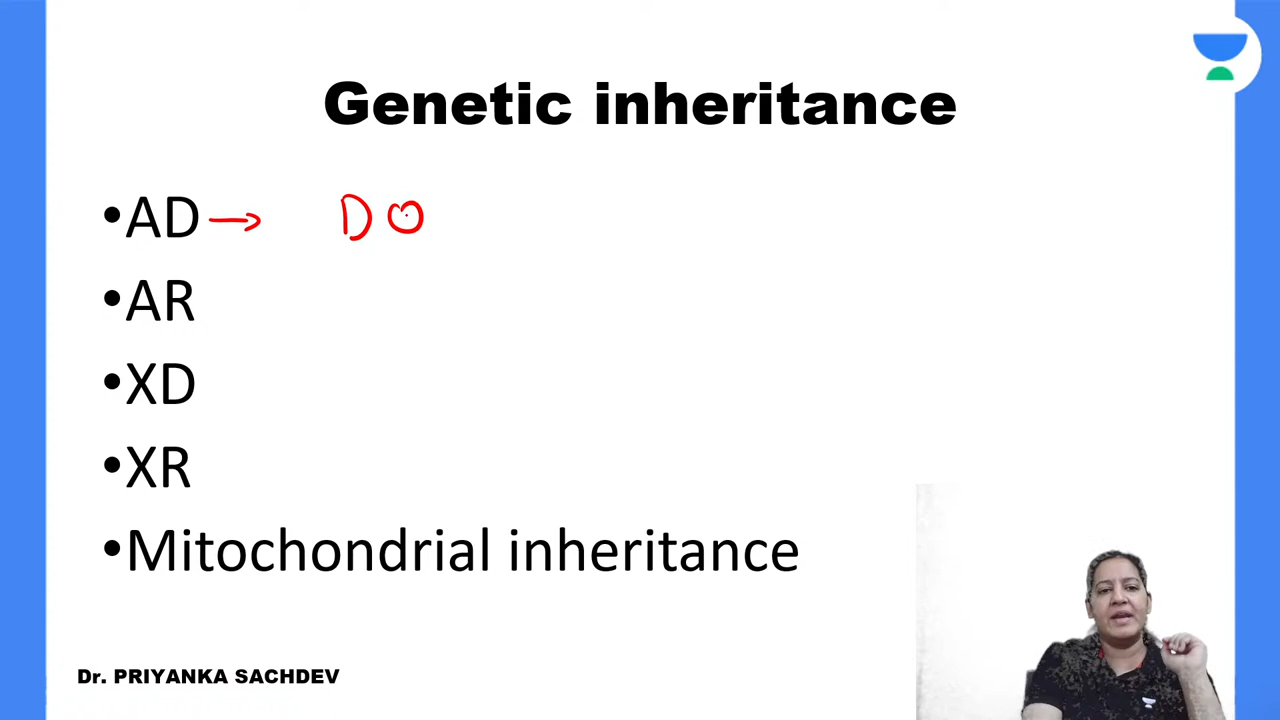 Genetic inheritance
•AD → D O
•AR
•XD
•XR
•Mitochondrial inheritance
Dr. PRIYANKA SACHDEV